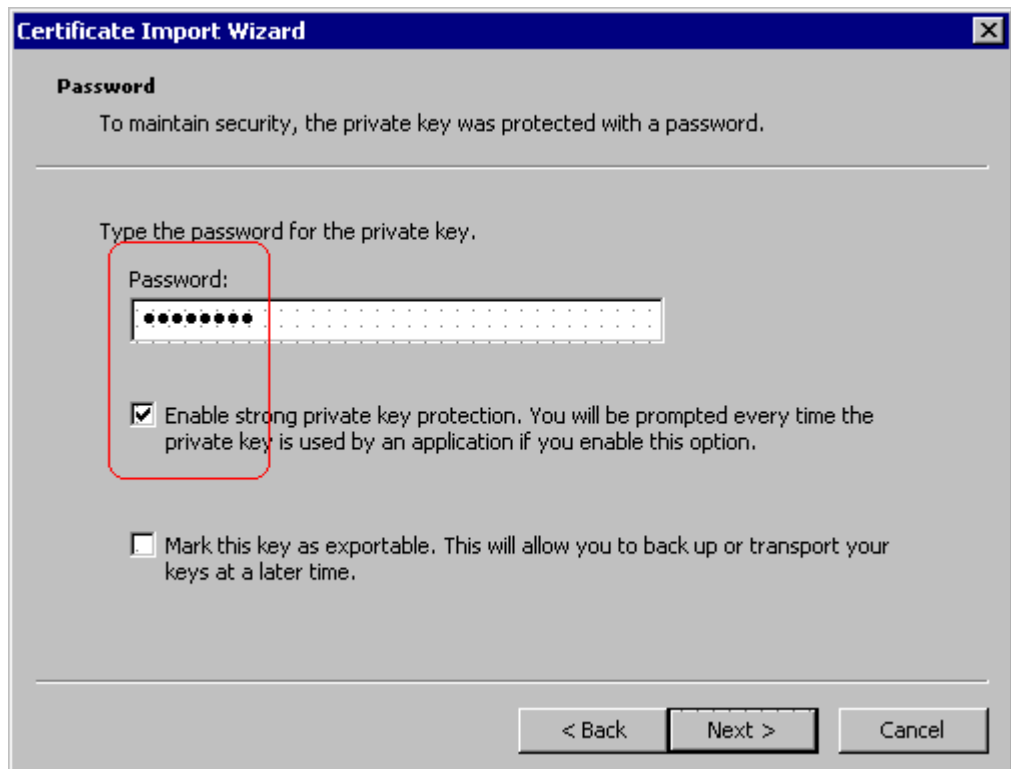 Certificate Import Wizard
Password
To maintain security, the private key was protected with a password.
Type the password for the private key.
Password:
••••••••
Enable strong private key protection. You will be prompted every time the
private key is used by an application if you enable this option.
Mark this key as exportable. This will allow you to back up or transport your
keys at a later time.
< Back Next > Cancel